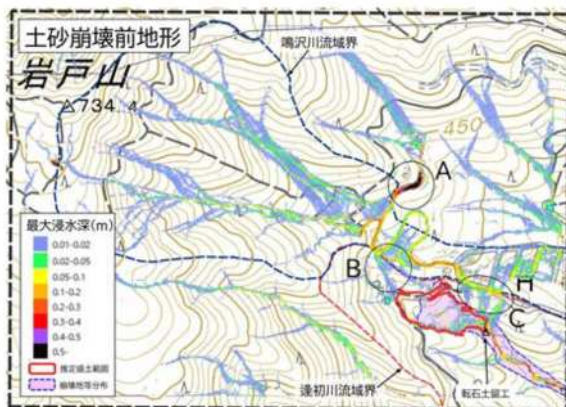 土砂崩壊前地形
鳴沢川流域界
岩戸山
△734.4
450
A
最大浸水深(m)
0.01-0.02
0.02-0.05
0.05-0.1
0.1-0.2
0.2-0.3
0.3-0.4
0.4-0.5
0.5-
推定盛土範囲
崩壊地等分布
B
H
C
逢初川流域界
転石土留工